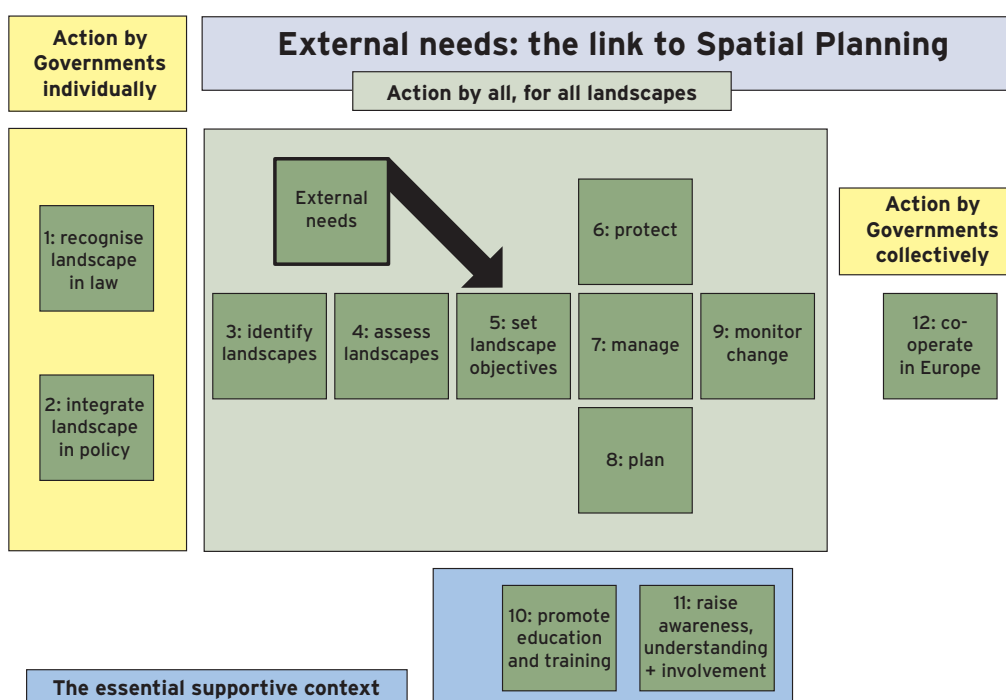 Action by
Governments
individually
External needs: the link to Spatial Planning
Action by all, for all landscapes
1: recognise
landscape
in law
2: integrate
landscape
in policy
External
needs
3: identify
landscapes
4: assess
landscapes
5: set
landscape
objectives
6: protect
7: manage
8: plan
9: monitor
change
Action by
Governments
collectively
12: co-
operate
in Europe
10: promote
education
and training
11: raise
awareness,
understanding
+ involvement
The essential supportive context